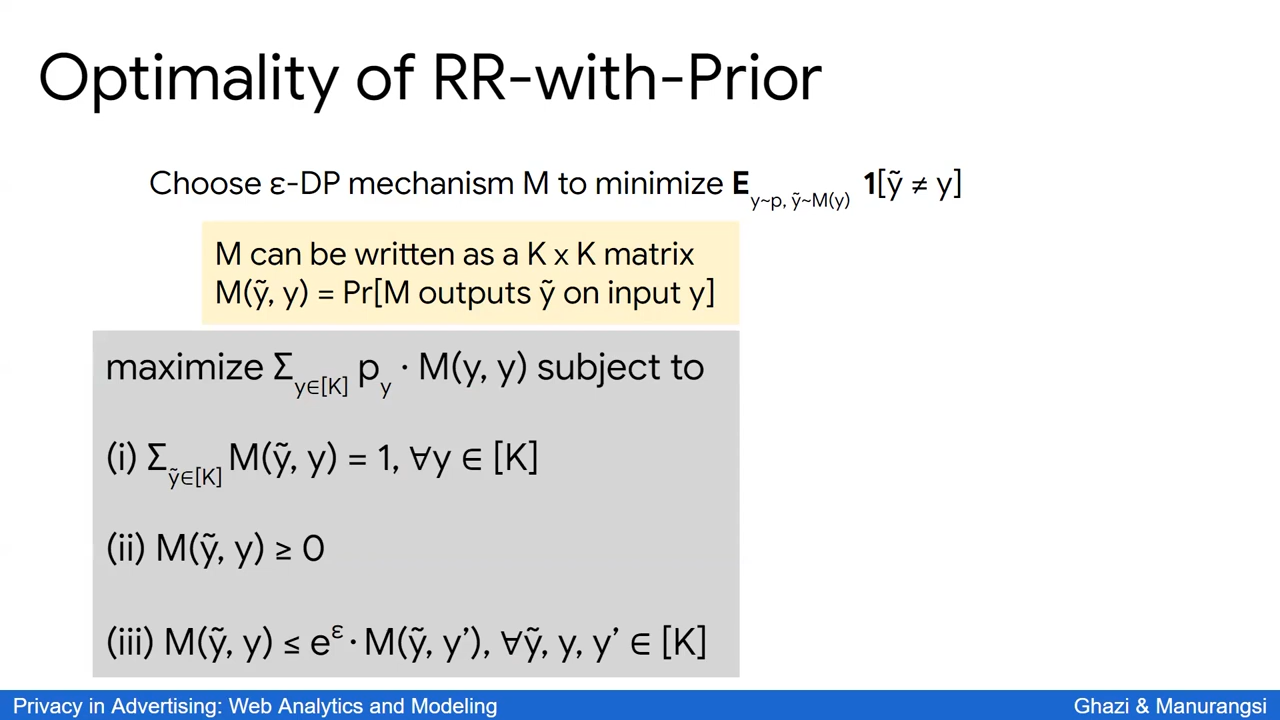 Optimality of RR-with-Prior
Choose ε-DP mechanism M to minimize E_{y~p, ỹ~M(y)} 1[ỹ ≠ y]
M can be written as a K x K matrix
M(ỹ, y) = Pr[M outputs ỹ on input y]
maximize Σ_{y∈[K]} p_y · M(y, y) subject to
(i) Σ_{ỹ∈[K]} M(ỹ, y) = 1, ∀y ∈ [K]
(ii) M(ỹ, y) ≥ 0
(iii) M(ỹ, y) ≤ e^ε · M(ỹ, y’), ∀ỹ, y, y’ ∈ [K]
Privacy in Advertising: Web Analytics and Modeling
Ghazi & Manurangsi